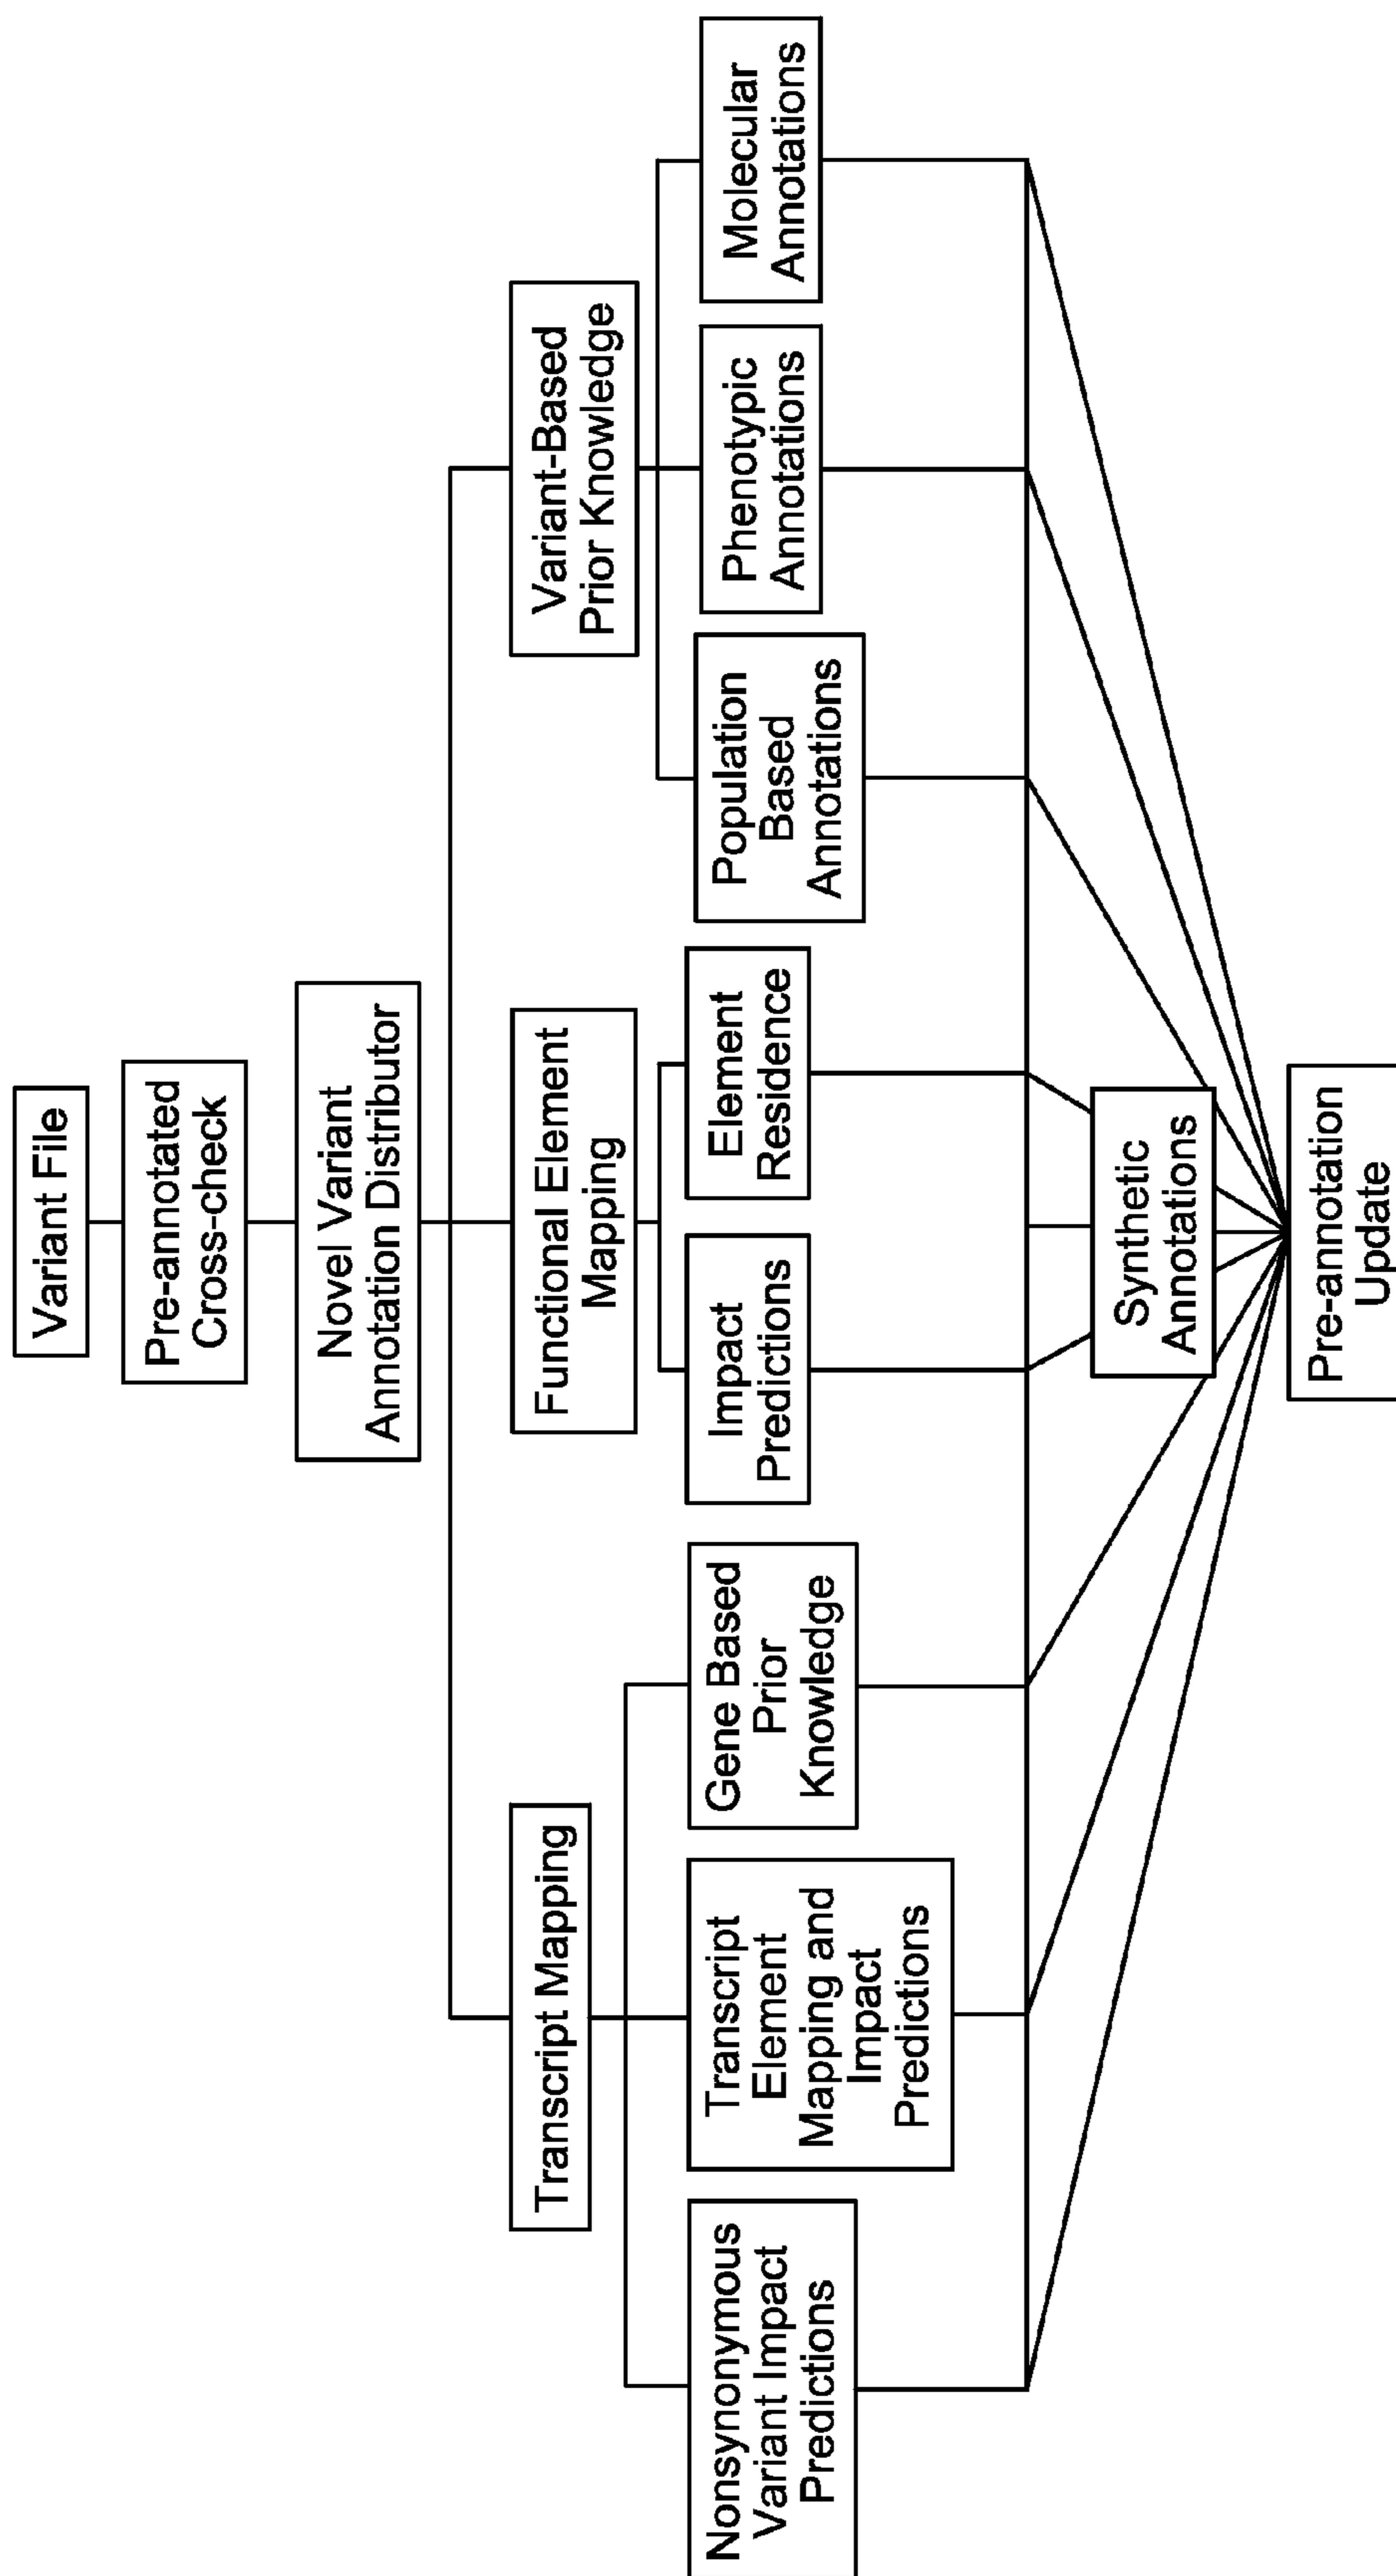 Variant File
Pre-annotated
Cross-check
Novel Variant
Annotation Distributor
Transcript Mapping
Functional Element
Mapping
Variant-Based
Prior Knowledge
Nonsynonymous
Variant Impact
Predictions
Transcript
Element
Mapping and
Impact
Predictions
Gene Based
Prior
Knowledge
Impact
Predictions
Element
Residence
Population
Based
Annotations
Phenotypic
Annotations
Molecular
Annotations
Synthetic
Annotations
Pre-annotation
Update